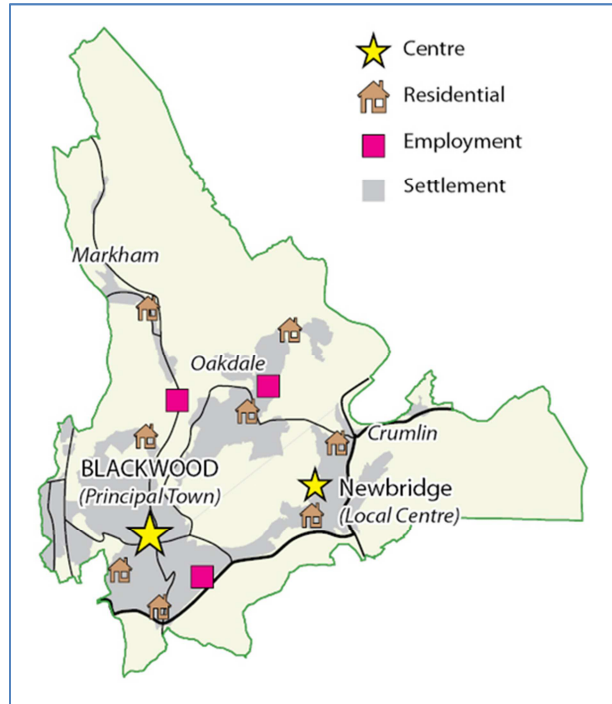 Centre
Residential
Employment
Settlement
Markham
Oakdale
Crumlin
BLACKWOOD
(Principal Town)
Newbridge
(Local Centre)